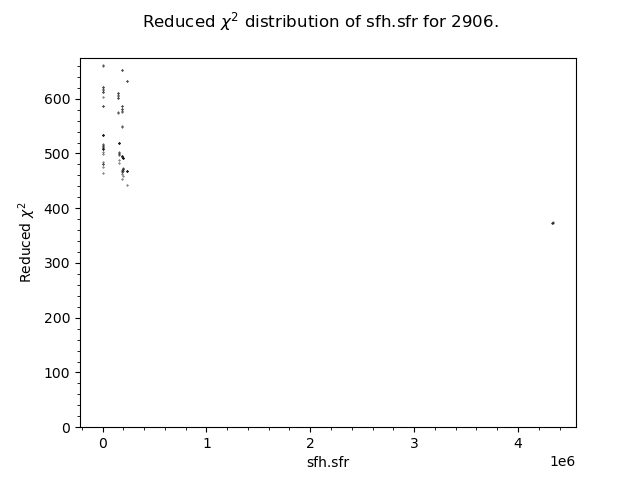 Reduced χ² distribution of sfh.sfr for 2906.
600
500
400
300
200
100
0
Reduced χ²
0 1 2 3 4
1e6
sfh.sfr